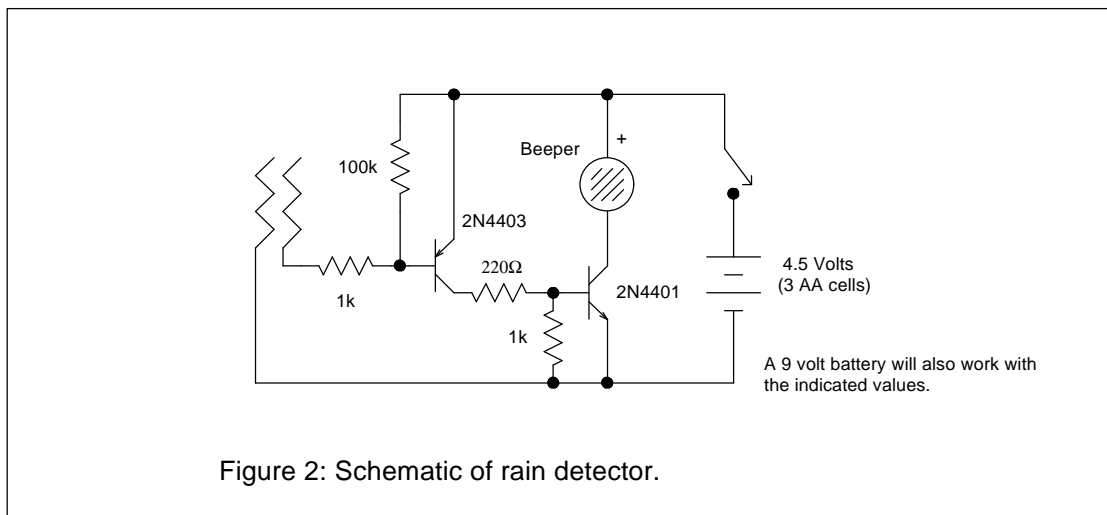 +
Beeper
100k
2N4403
220Ω
1k
2N4401
1k
4.5 Volts
(3 AA cells)
A 9 volt battery will also work with
the indicated values.
Figure 2: Schematic of rain detector.